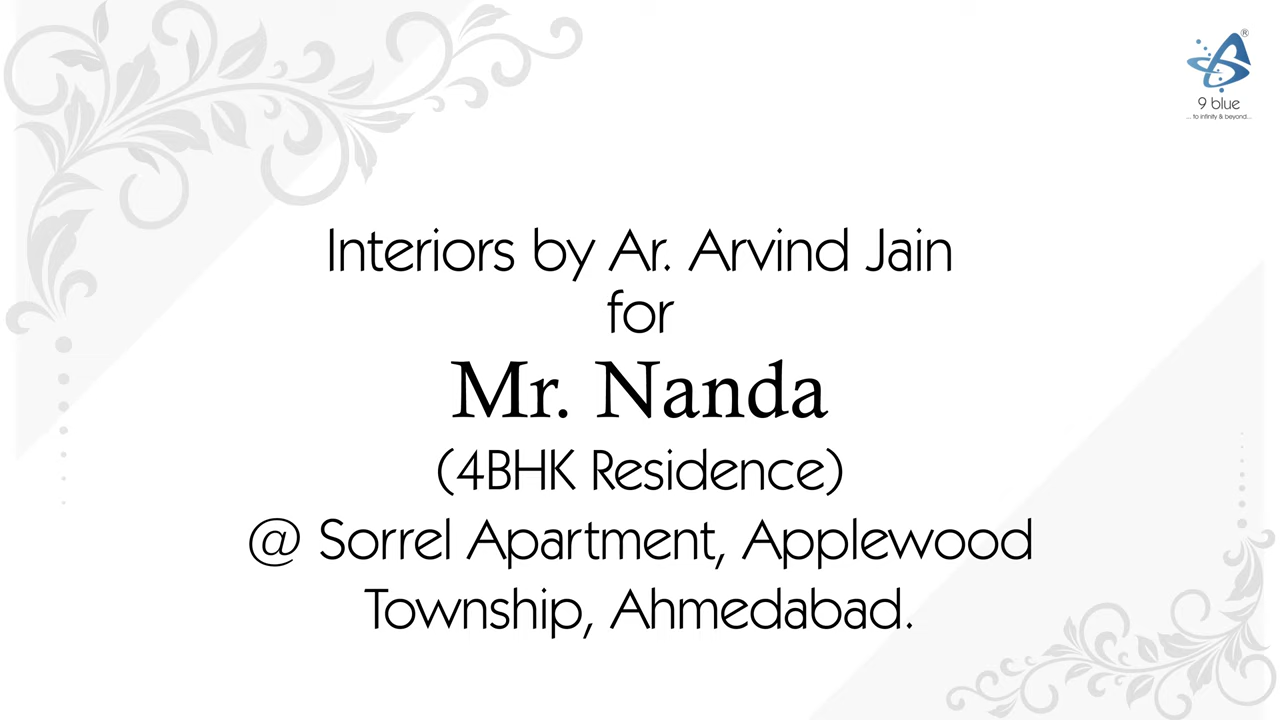 ®
9 blue
... to infinity & beyond...
Interiors by Ar. Arvind Jain
for
Mr. Nanda
(4BHK Residence)
@ Sorrel Apartment, Applewood
Township, Ahmedabad.